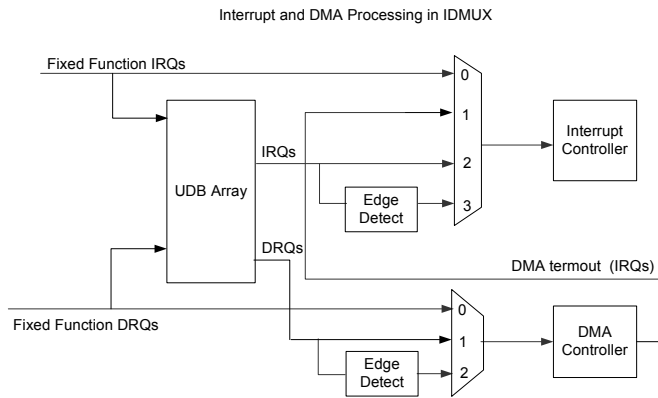 Interrupt and DMA Processing in IDMUX
Fixed Function IRQs
0
1
2
3
Interrupt
Controller
IRQs
UDB Array
Edge
Detect
DRQs
DMA termout (IRQs)
Fixed Function DRQs
0
1
2
DMA
Controller
Edge
Detect